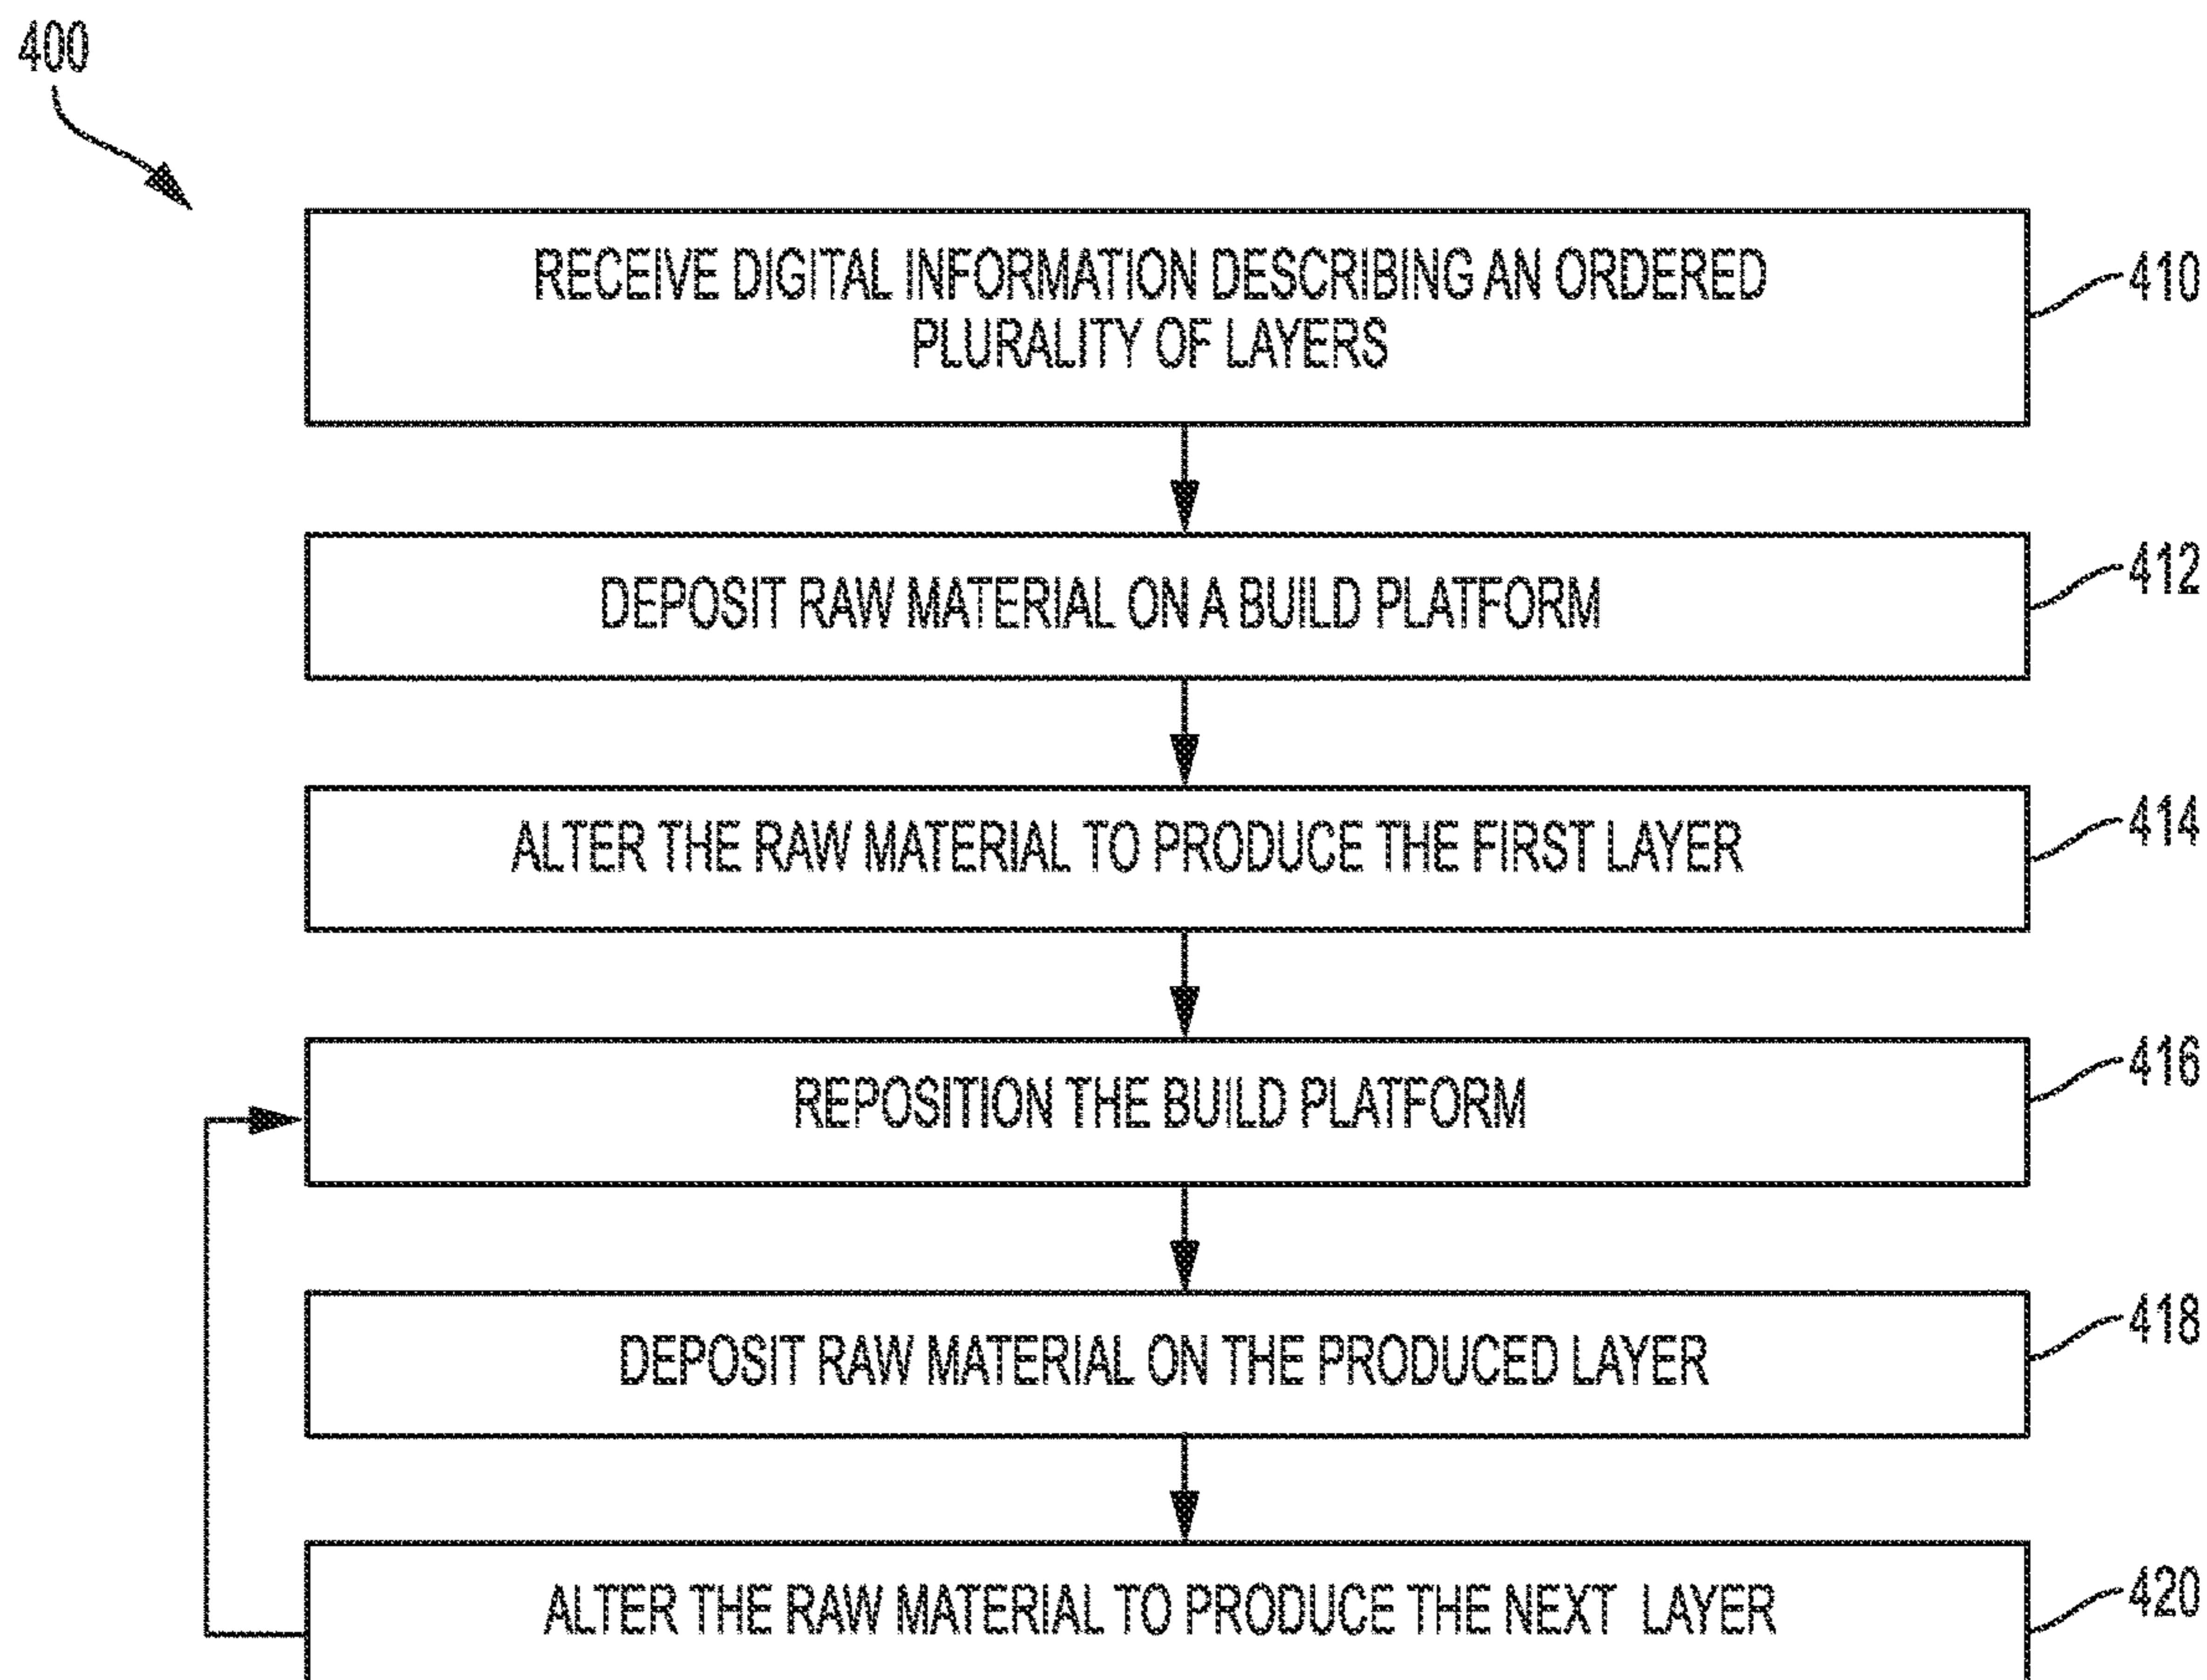 400
RECEIVE DIGITAL INFORMATION DESCRIBING AN ORDERED
PLURALITY OF LAYERS
410
DEPOSIT RAW MATERIAL ON A BUILD PLATFORM
412
ALTER THE RAW MATERIAL TO PRODUCE THE FIRST LAYER
414
REPOSITION THE BUILD PLATFORM
416
DEPOSIT RAW MATERIAL ON THE PRODUCED LAYER
418
ALTER THE RAW MATERIAL TO PRODUCE THE NEXT LAYER
420